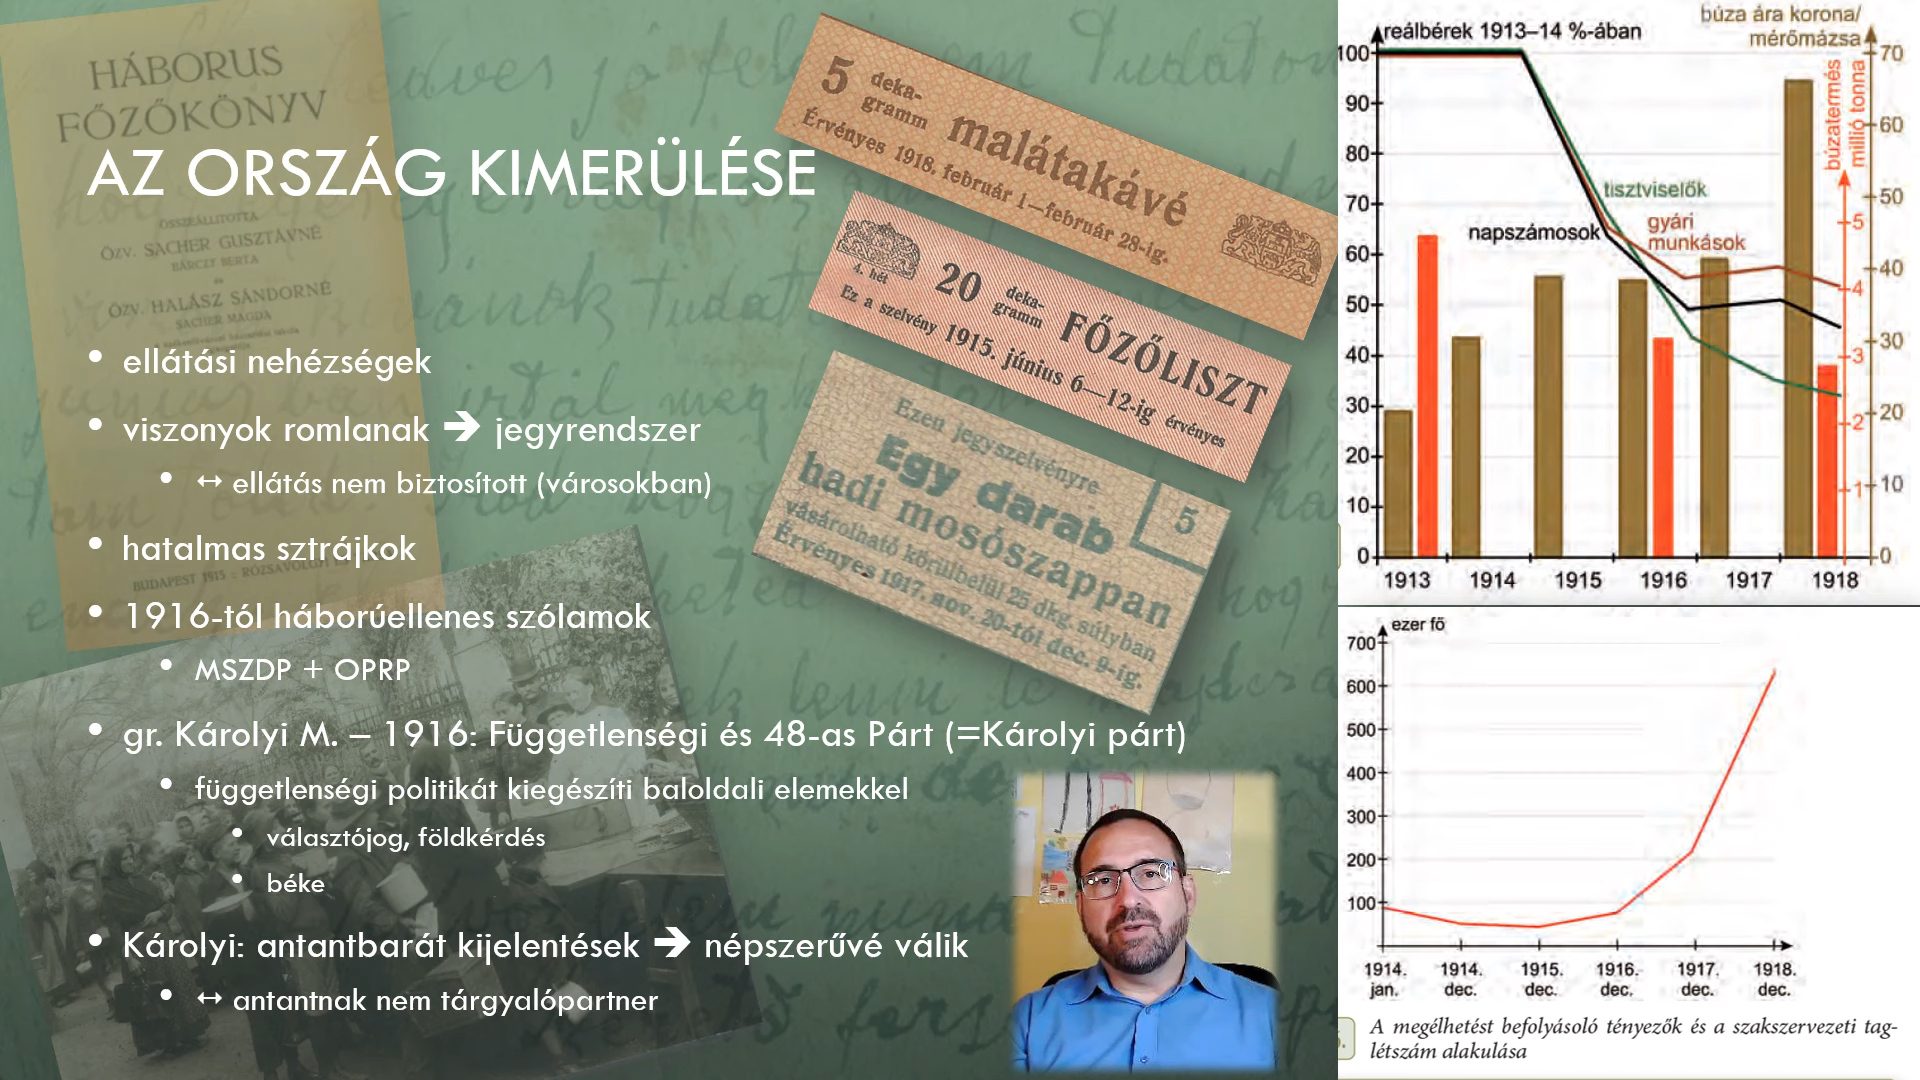 HÁBORUS
FŐZŐKÖNYV
AZ ORSZÁG KIMERÜLÉSE
ÖSSZEÁLLITOTTA
ÖZV. SACHER GUSZTÁVNÉ
BÁRCZY BERTA
ÉS
ÖZV. HALÁSZ SÁNDORNÉ
SACHER MAGDA
BUDAPEST 1915
• ellátási nehézségek
• viszonyok romlanak ➔ jegyrendszer
• ↔ ellátás nem biztosított (városokban)
• hatalmas sztrájkok
• 1916-tól háborúellenes szólamok
• MSZDP + OPRP
• gr. Károlyi M. – 1916: Függetlenségi és 48-as Párt (=Károlyi párt)
• függetlenségi politikát kiegészíti baloldali elemekkel
• választójog, földkérdés
• béke
• Károlyi: antantbarát kijelentések ➔ népszerűvé válik
• ↔ antantnak nem tárgyalópartner
5 deka-
gramm malátakávé
Érvényes 1918. február 1—február 28-ig.
4. hét
20 deka-
gramm FŐZŐLISZT
Ez a szelvény 1915. június 6—12-ig érvényes
Ezen jegyszelvényre
Egy darab
5
hadi mosószappan
vásárolható körülbelül 25 dkg. súlyban
Érvényes 1917. nov. 20-tól dec. 9-ig.
reálbérek 1913–14 %-ában
búza ára korona/
mérőmázsa
búzatermés
millió tonna
100
90
80
70
60
50
40
30
20
10
0
tisztviselők
gyári
munkások
napszámosok
5
4
3
2
1
70
60
50
40
30
20
10
0
1913 1914 1915 1916 1917 1918
ezer fő
700
600
500
400
300
200
100
1914. 1914. 1915. 1916. 1917. 1918.
jan. dec. dec. dec. dec. dec.
A megélhetést befolyásoló tényezők és a szakszervezeti tag-
létszám alakulása